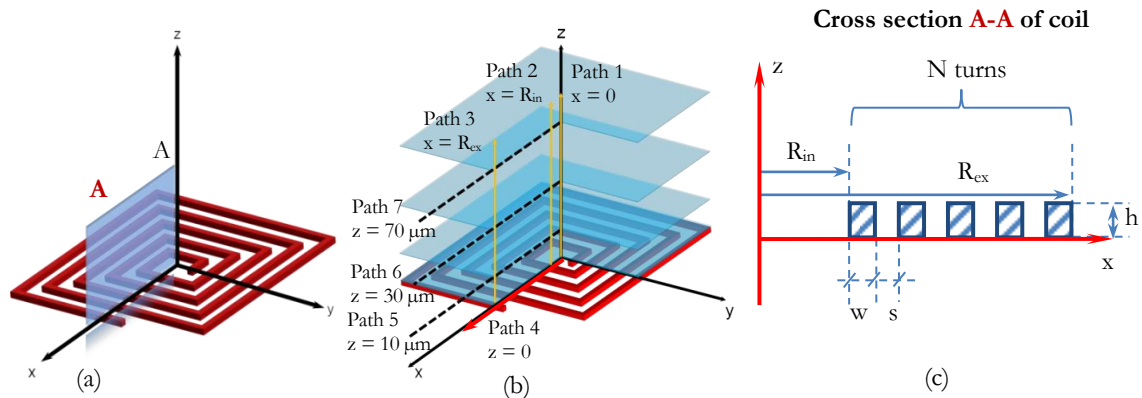 z
A
A
y
x
(a)
z
Path 2
x = Rin
Path 1
x = 0
Path 3
x = Rex
Path 7
z = 70 μm
Path 6
z = 30 μm
Path 5
z = 10 μm
Path 4
z = 0
y
x
(b)
Cross section A-A of coil
z
N turns
Rin
Rex
h
x
w
s
(c)